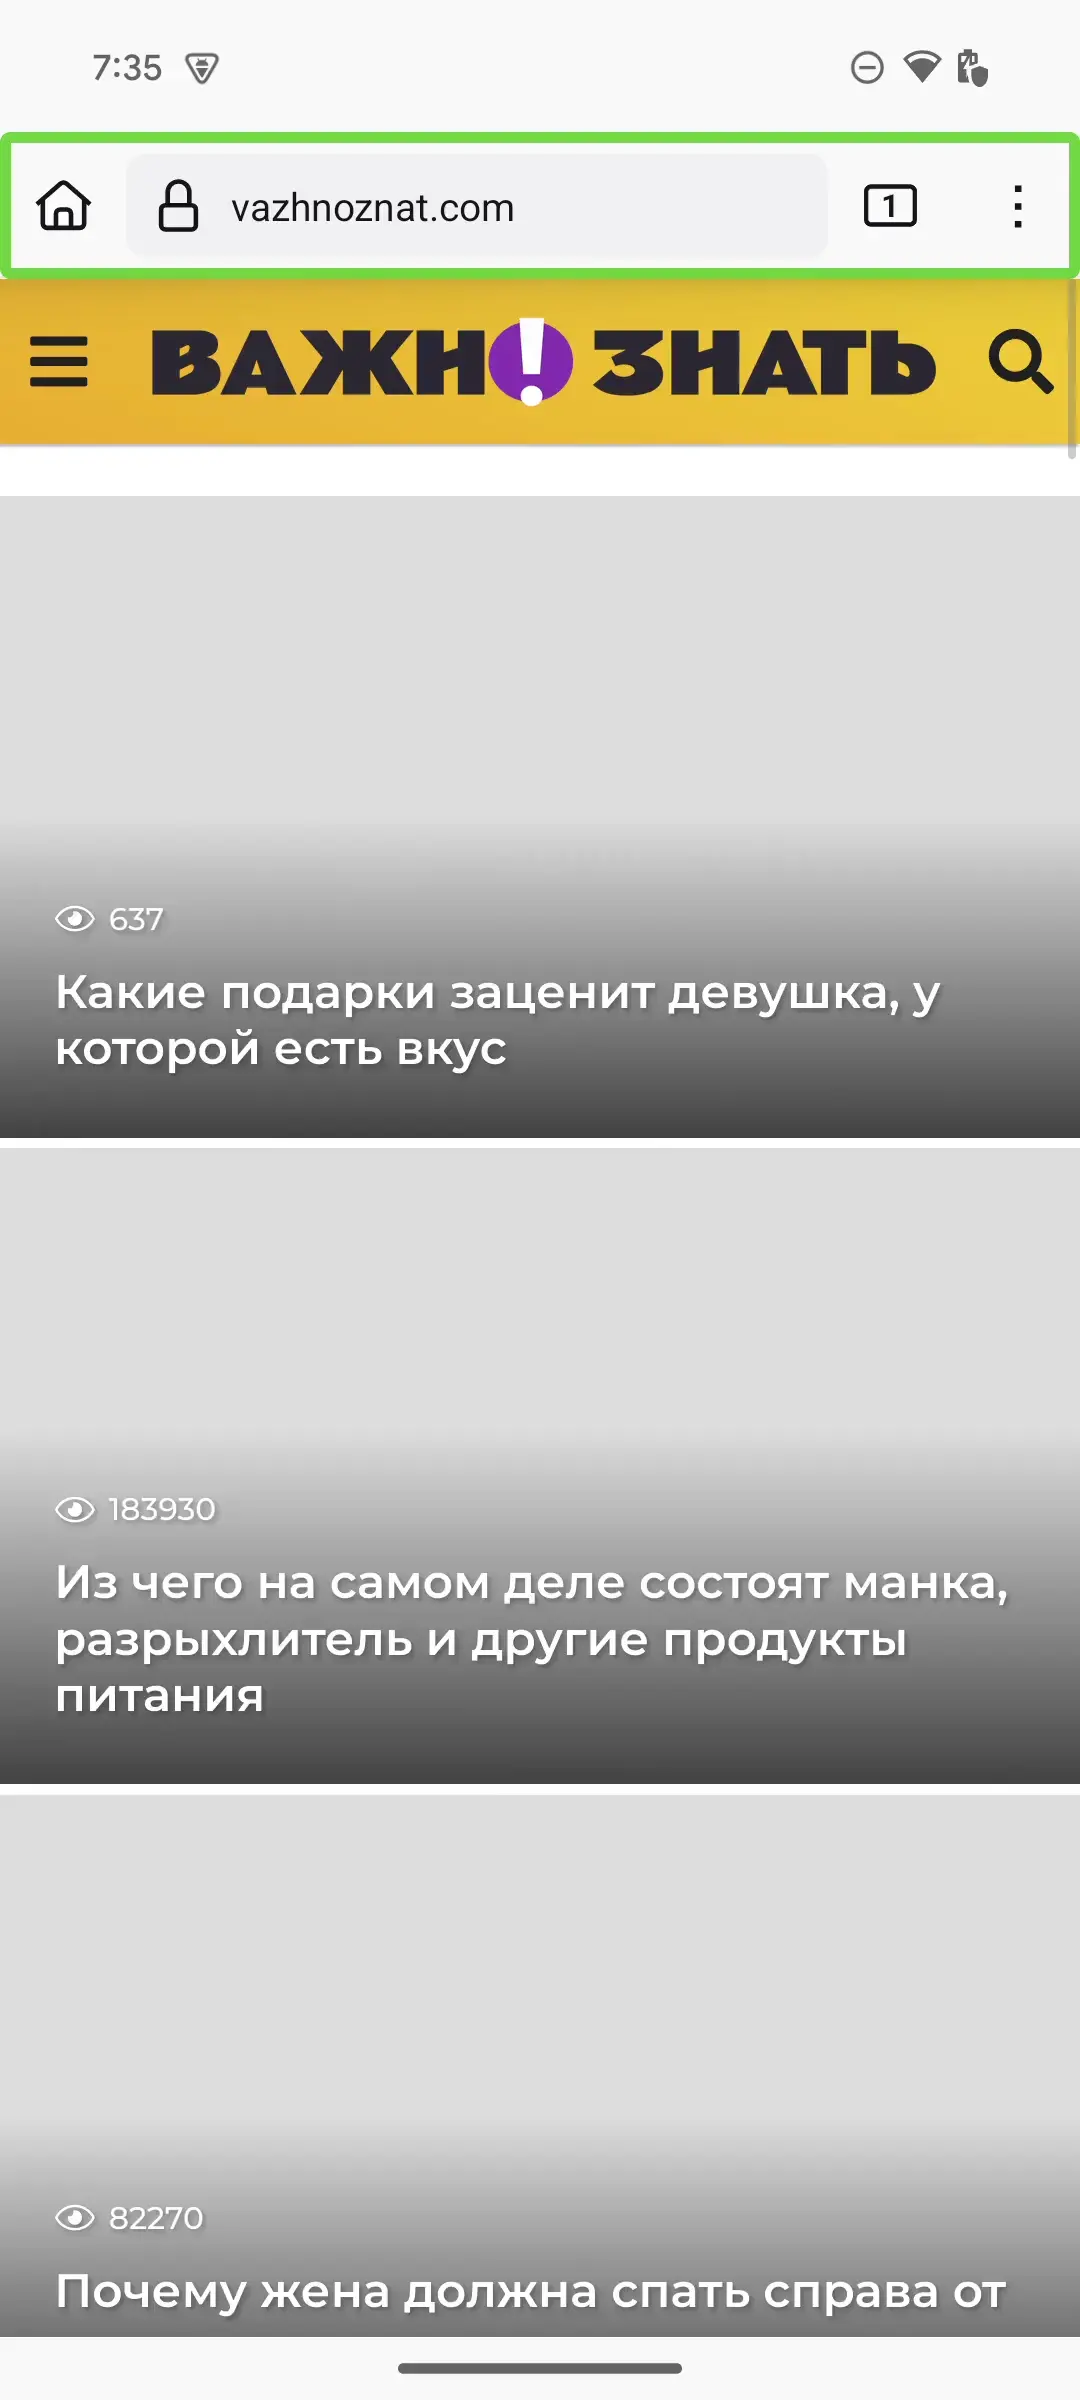 7:35
vazhnoznat.com
1
ВАЖН! ЗНАТЬ
637
Какие подарки заценит девушка, у
которой есть вкус
183930
Из чего на самом деле состоят манка,
разрыхлитель и другие продукты
питания
82270
Почему жена должна спать справа от